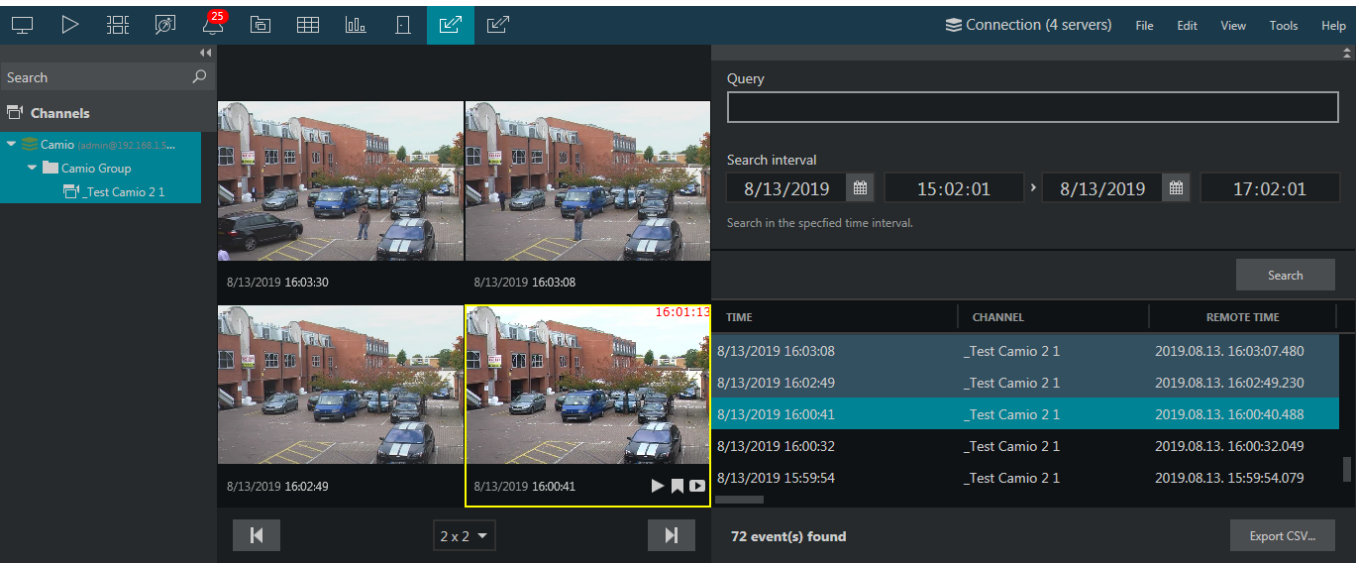 25
Connection (4 servers) File Edit View Tools Help
Search
Channels
Camio (admin@192.168.1.5...
Camio Group
_Test Camio 2 1
8/13/2019 16:03:30
8/13/2019 16:03:08
16:01:13
8/13/2019 16:02:49
8/13/2019 16:00:41
2 x 2
Query
Search interval
8/13/2019 15:02:01 › 8/13/2019 17:02:01
Search in the specfied time interval.
Search
TIME CHANNEL REMOTE TIME
8/13/2019 16:03:08 _Test Camio 2 1 2019.08.13. 16:03:07.480
8/13/2019 16:02:49 _Test Camio 2 1 2019.08.13. 16:02:49.230
8/13/2019 16:00:41 _Test Camio 2 1 2019.08.13. 16:00:40.488
8/13/2019 16:00:32 _Test Camio 2 1 2019.08.13. 16:00:32.049
8/13/2019 15:59:54 _Test Camio 2 1 2019.08.13. 15:59:54.079
72 event(s) found
Export CSV...